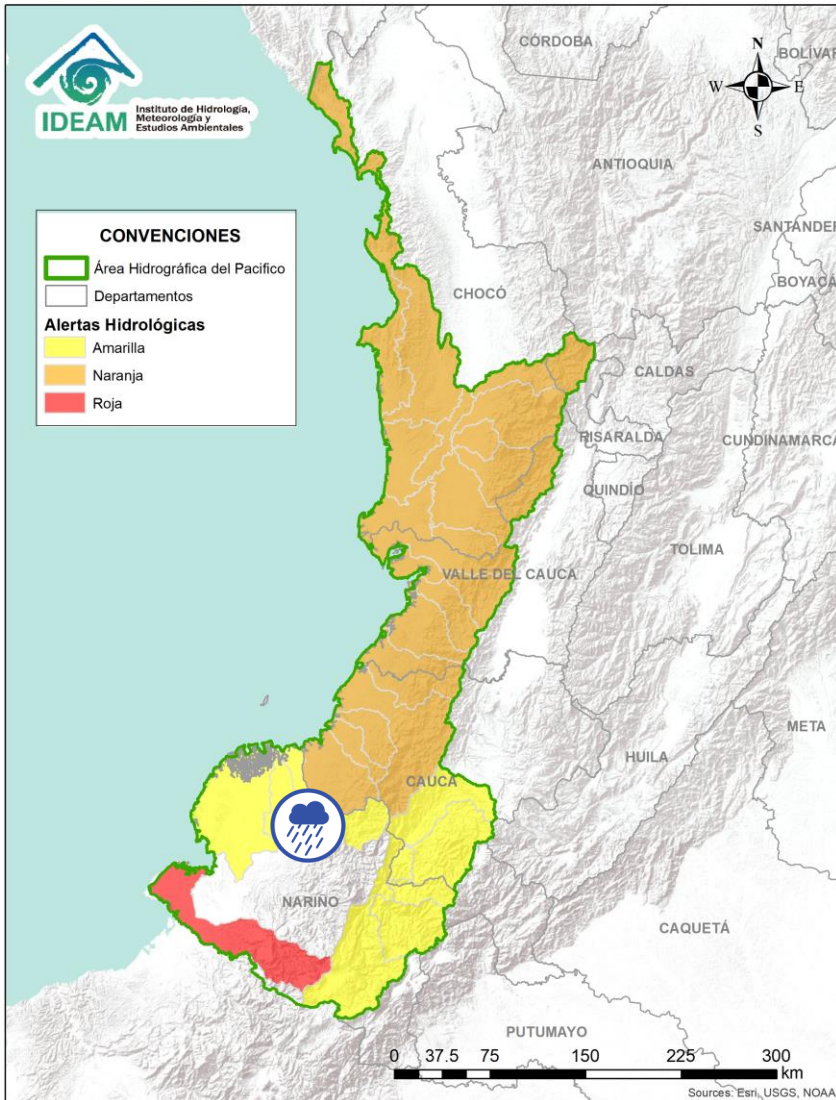 IDEAM
Instituto de Hidrología,
Meteorología y
Estudios Ambientales
CÓRDOBA
BOLÍVAR
N
W
E
S
ANTIOQUIA
SANTANDER
BOYACÁ
CONVENCIONES
Área Hidrográfica del Pacifico
Departamentos
Alertas Hidrológicas
Amarilla
Naranja
Roja
CHOCÓ
CALDAS
RISARALDA
CUNDINAMARCA
QUINDÍO
TOLIMA
VALLE DEL CAUCA
META
HUILA
CAUCA
NARIÑO
CAQUETÁ
PUTUMAYO
0 37.5 75 150 225 300
km
Sources: Esri, USGS, NOAA